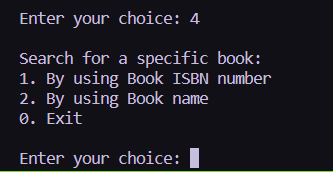 Enter your choice: 4
Search for a specific book:
1. By using Book ISBN number
2. By using Book name
0. Exit
Enter your choice: